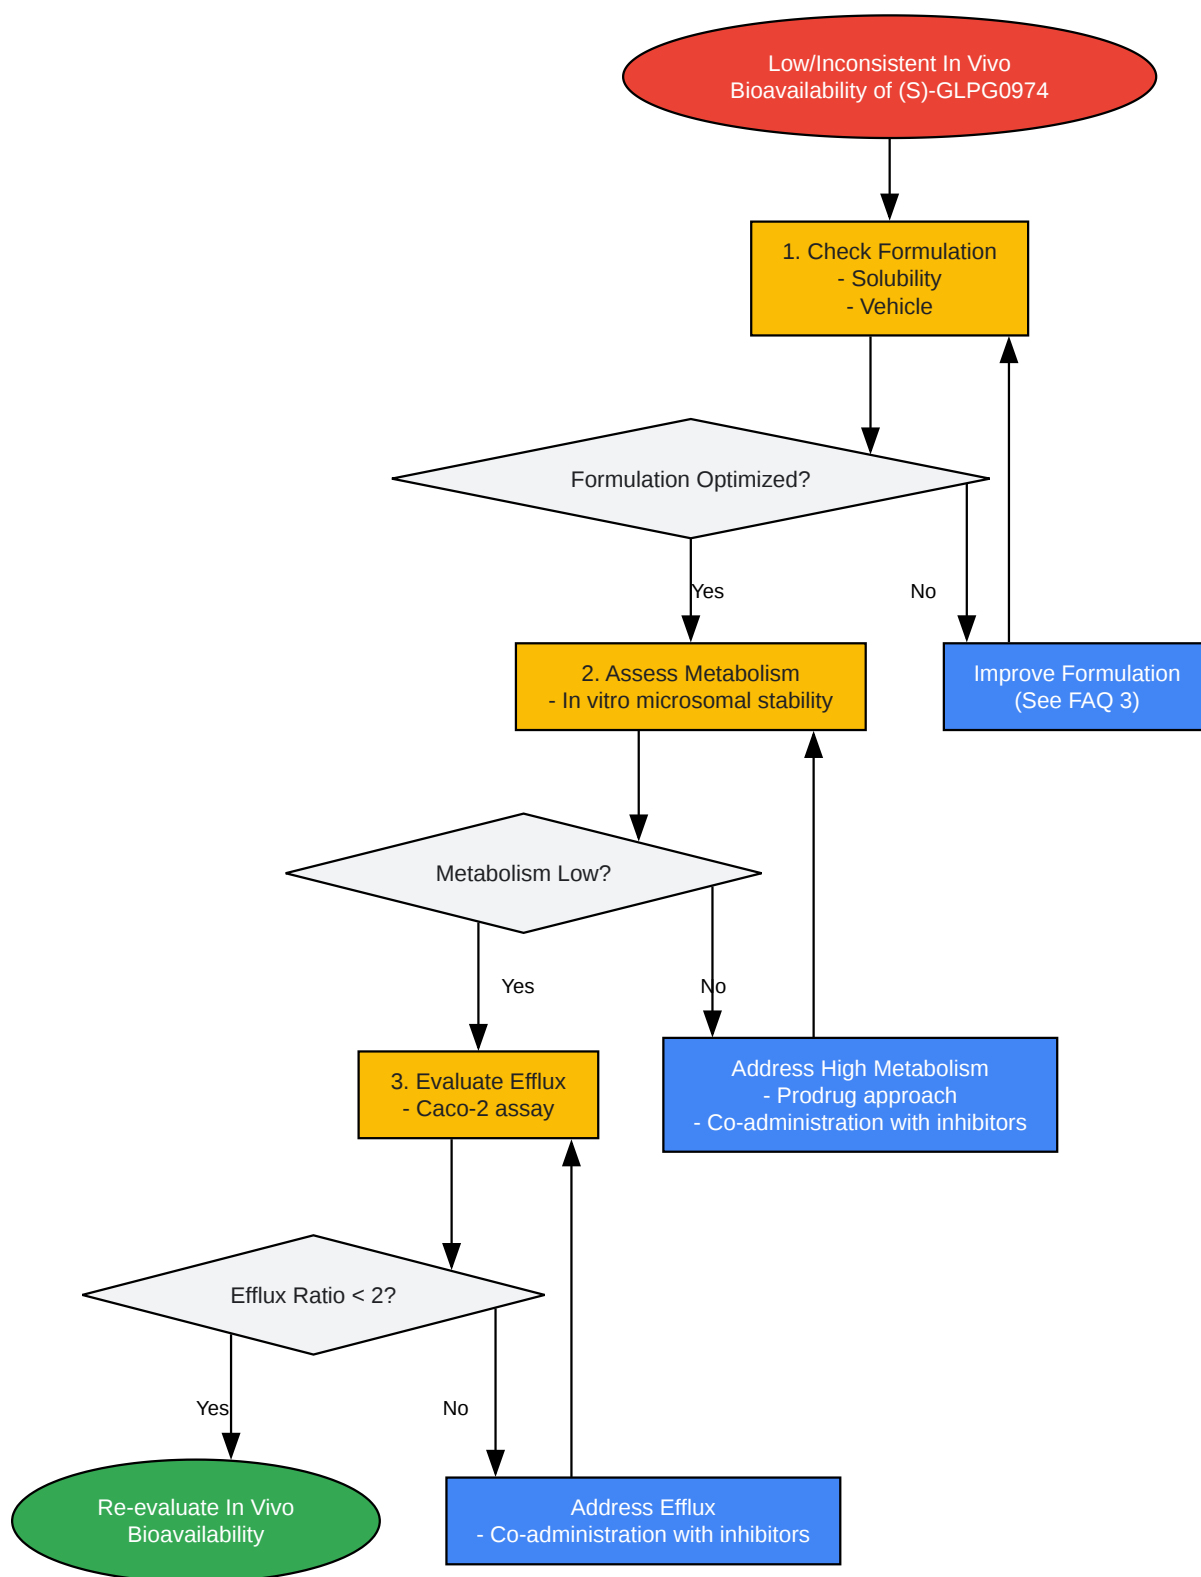 Low/Inconsistent In Vivo
Bioavailability of (S)-GLPG0974
1. Check Formulation
- Solubility
- Vehicle
Formulation Optimized?
Yes
No
2. Assess Metabolism
- In vitro microsomal stability
Improve Formulation
(See FAQ 3)
Metabolism Low?
Yes
No
3. Evaluate Efflux
- Caco-2 assay
Address High Metabolism
- Prodrug approach
- Co-administration with inhibitors
Efflux Ratio < 2?
Yes
No
Re-evaluate In Vivo
Bioavailability
Address Efflux
- Co-administration with inhibitors